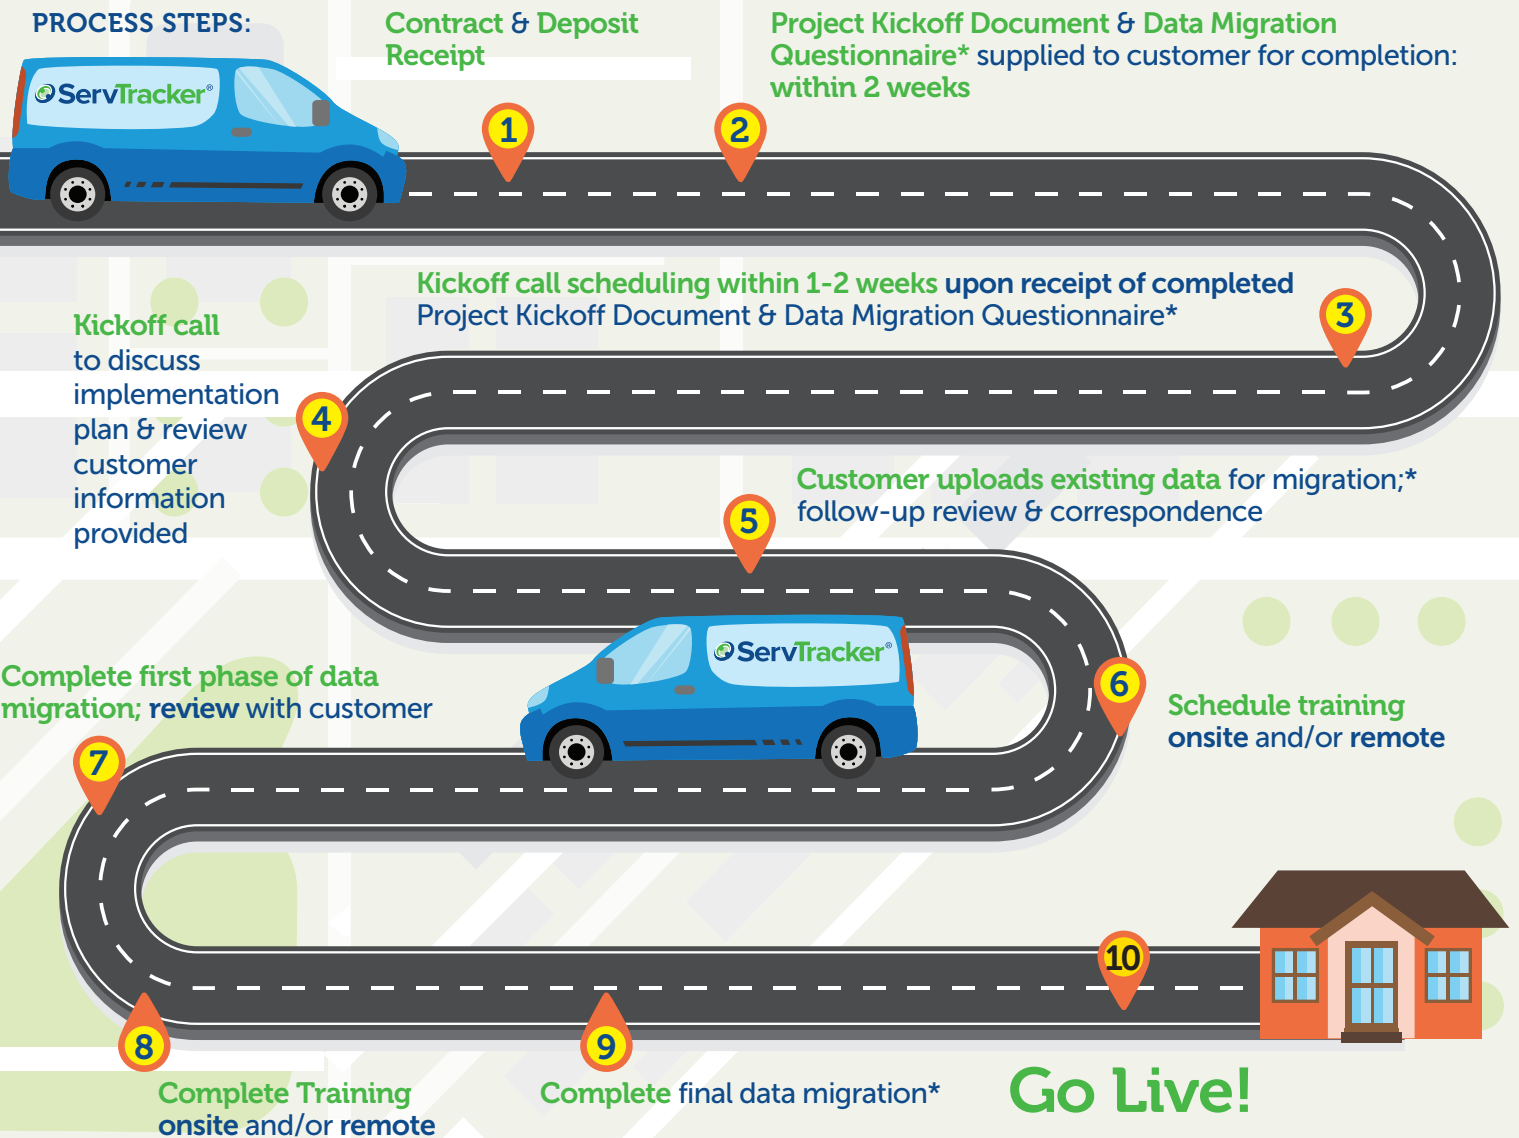 PROCESS STEPS:
ServTracker®
Contract & Deposit
Receipt
1
Project Kickoff Document & Data Migration
Questionnaire* supplied to customer for completion:
within 2 weeks
2
Kickoff call scheduling within 1-2 weeks upon receipt of completed
Project Kickoff Document & Data Migration Questionnaire*
3
Kickoff call
to discuss
implementation
plan & review
customer
information
provided
4
Customer uploads existing data for migration;*
follow-up review & correspondence
5
ServTracker®
6
Schedule training
onsite and/or remote
Complete first phase of data
migration; review with customer
7
8
Complete Training
onsite and/or remote
9
Complete final data migration*
10
Go Live!